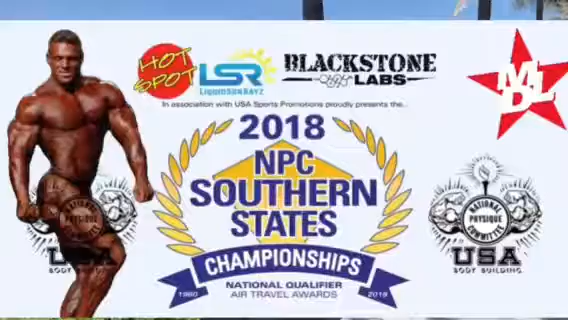 HOT
SPOT
LSR
LiquidSunRayz
BLACKSTONE
LABS
MDL
In association with USA Sports Promotions proudly presents the...
2018
NPC
SOUTHERN
STATES
CHAMPIONSHIPS
NATIONAL QUALIFIER
AIR TRAVEL AWARDS
1980
2018
NATIONAL
PHYSIQUE
COMMITTEE
USA
BODY BUILDING
NATIONAL
PHYSIQUE
COMMITTEE
USA
BODY BUILDING